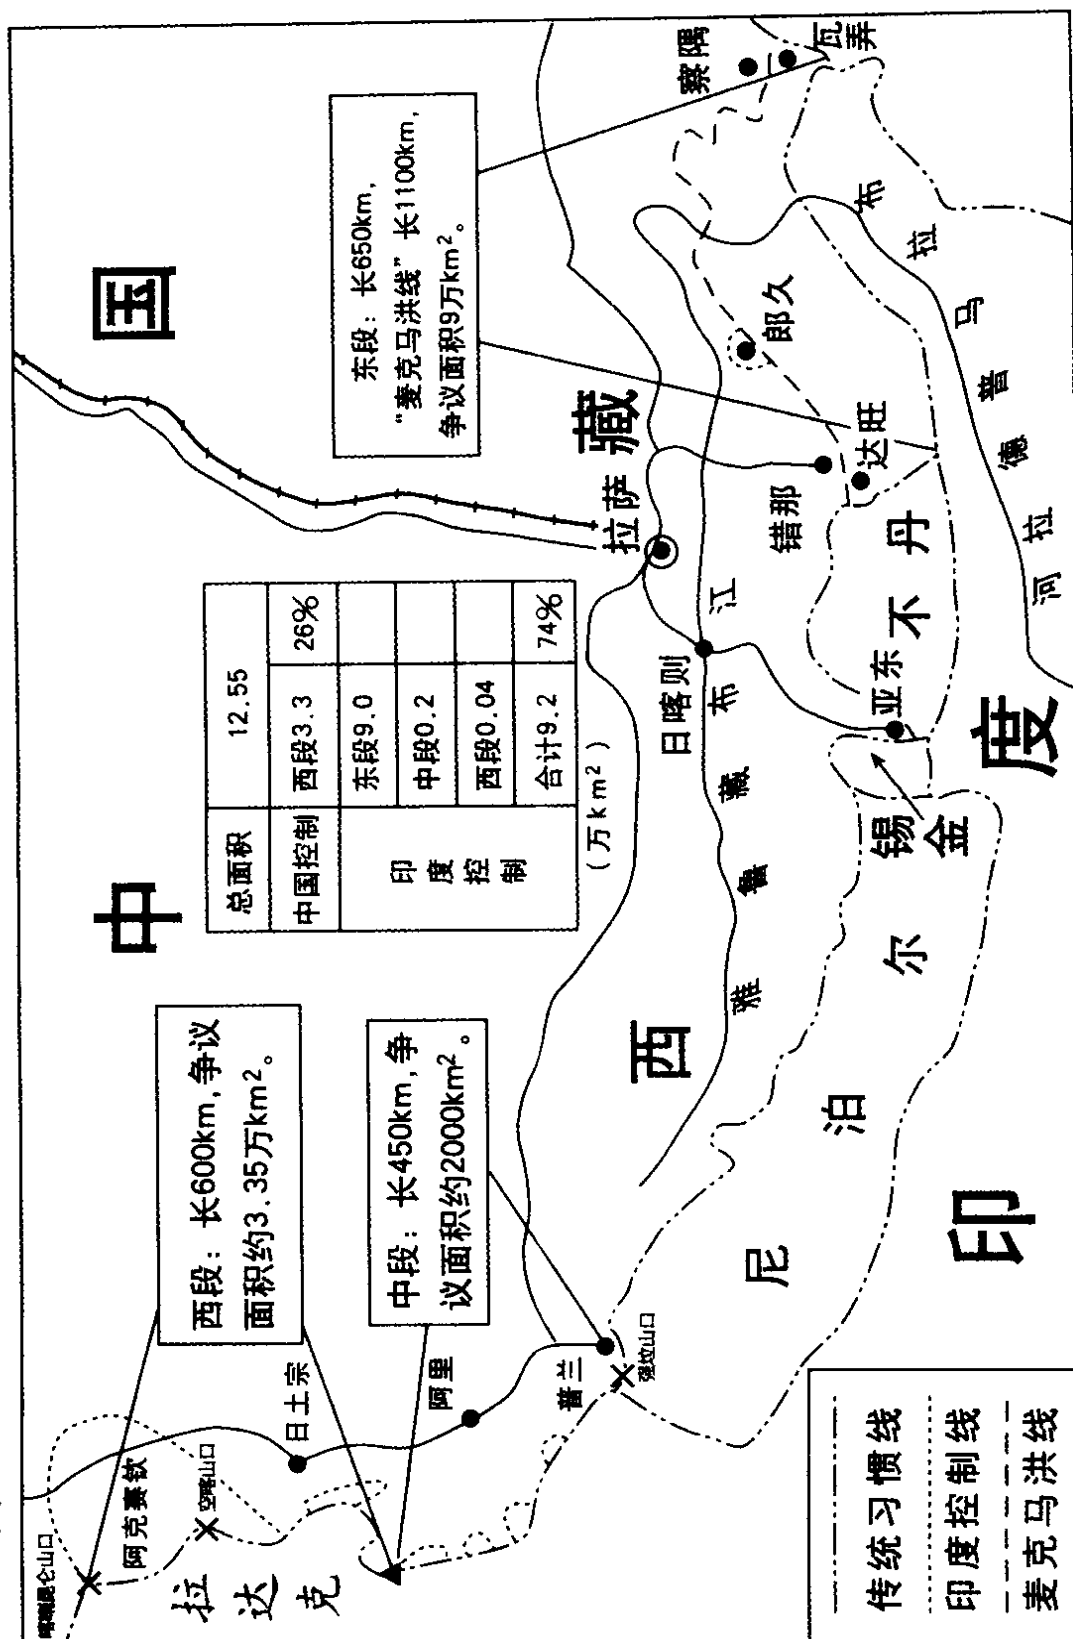 中国
西藏
印度
尼泊尔
不丹
锡金
拉达克
西段：长600km,争议
面积约3.35万km²。
中段：长450km,争
议面积约2000km²。
东段：长650km,
“麦克马洪线”长1100km,
争议面积9万km²。
总面积 12.55
中国控制 西段3.3 26%
印度控制 东段9.0
中段0.2
西段0.04
合计9.2 74%
(万km²)
喀喇昆仑山口
阿克赛钦
空喀山口
日土宗
阿里
普兰
强拉山口
日喀则
拉萨
亚东
错那
达旺
郎久
察隅
瓦弄
雅鲁藏布江
布拉马普德拉河
传统习惯线
印度控制线
麦克马洪线